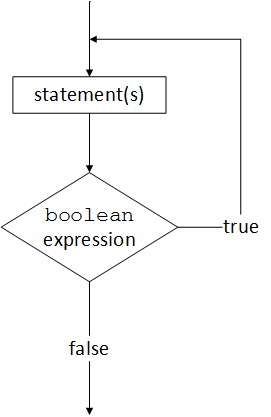 statement(s)
boolean
expression
true
false